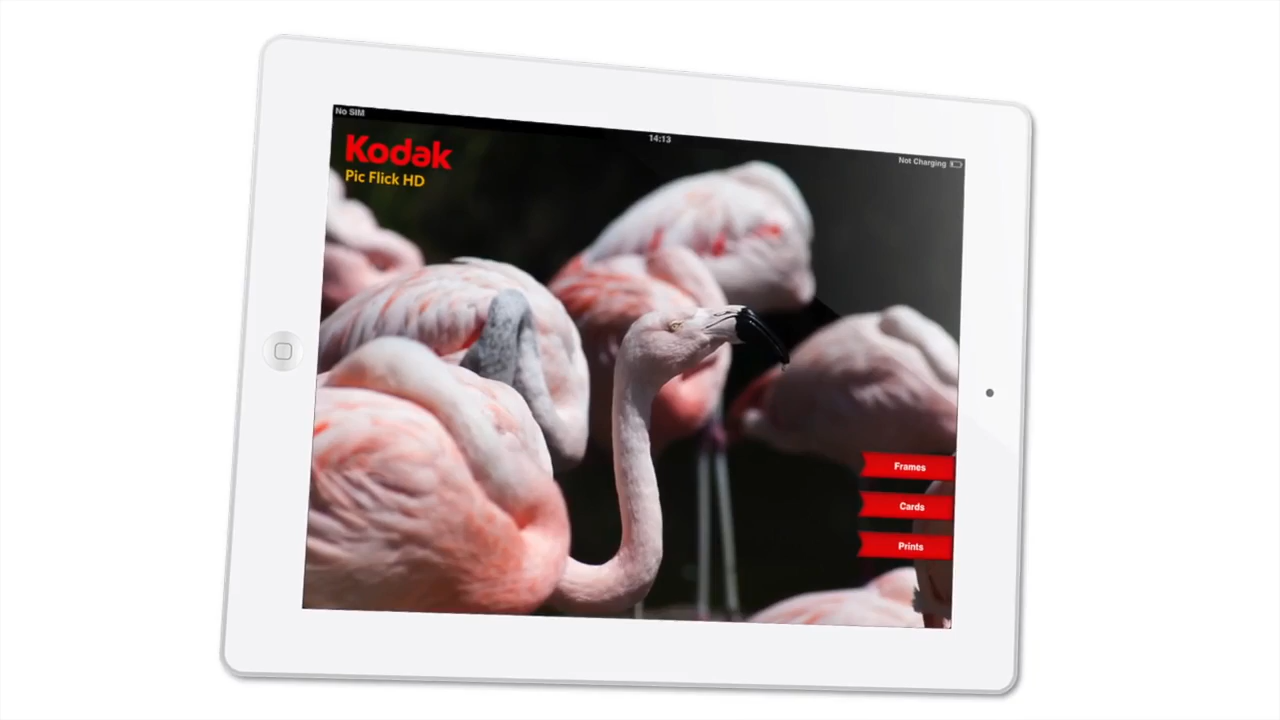 No SIM
14:13
Not Charging
Kodak
Pic Flick HD
Frames
Cards
Prints